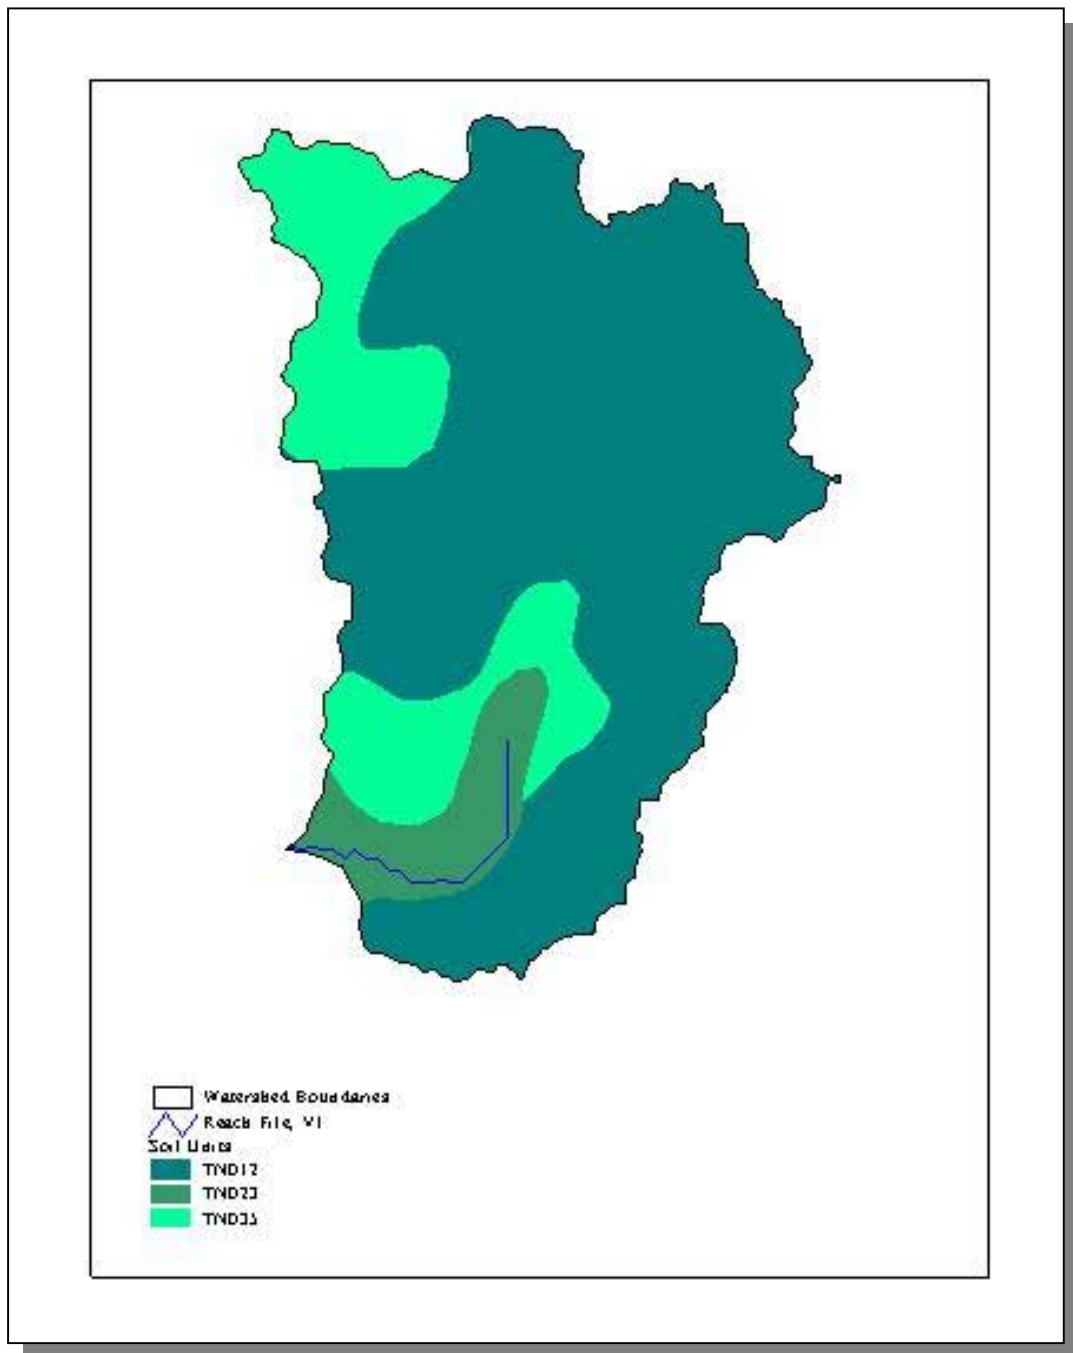 Watershed Boundaries
Reach File, V1
Soil Units
TN012
TN023
TN035